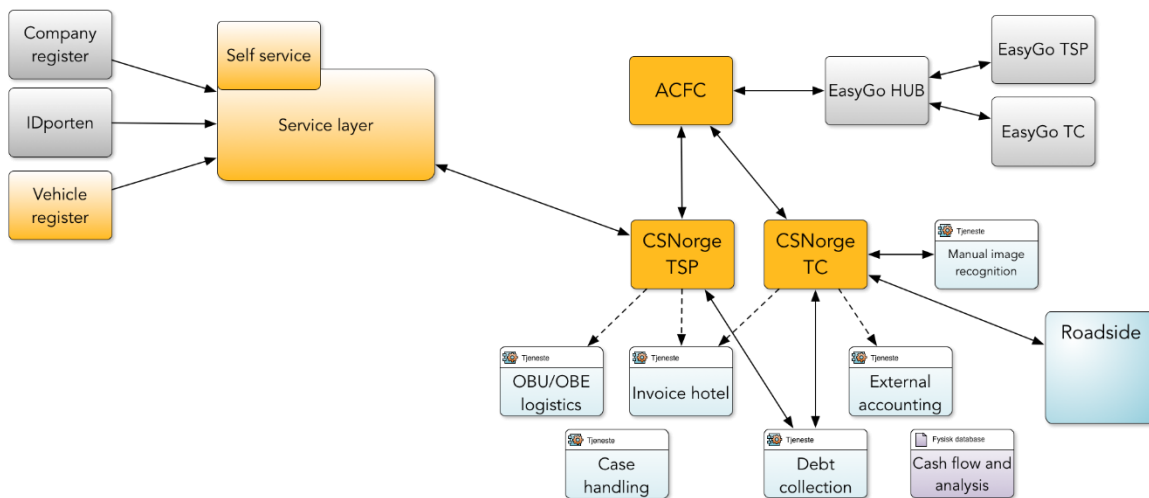 Company
register
Self service
IDporten
Service layer
Vehicle
register
ACFC
EasyGo HUB
EasyGo TSP
EasyGo TC
CSNorge
TSP
CSNorge
TC
Tjeneste
Manual image
recognition
Roadside
Tjeneste
OBU/OBE
logistics
Tjeneste
Invoice hotel
Tjeneste
External
accounting
Tjeneste
Case
handling
Tjeneste
Debt
collection
Fysisk database
Cash flow and
analysis